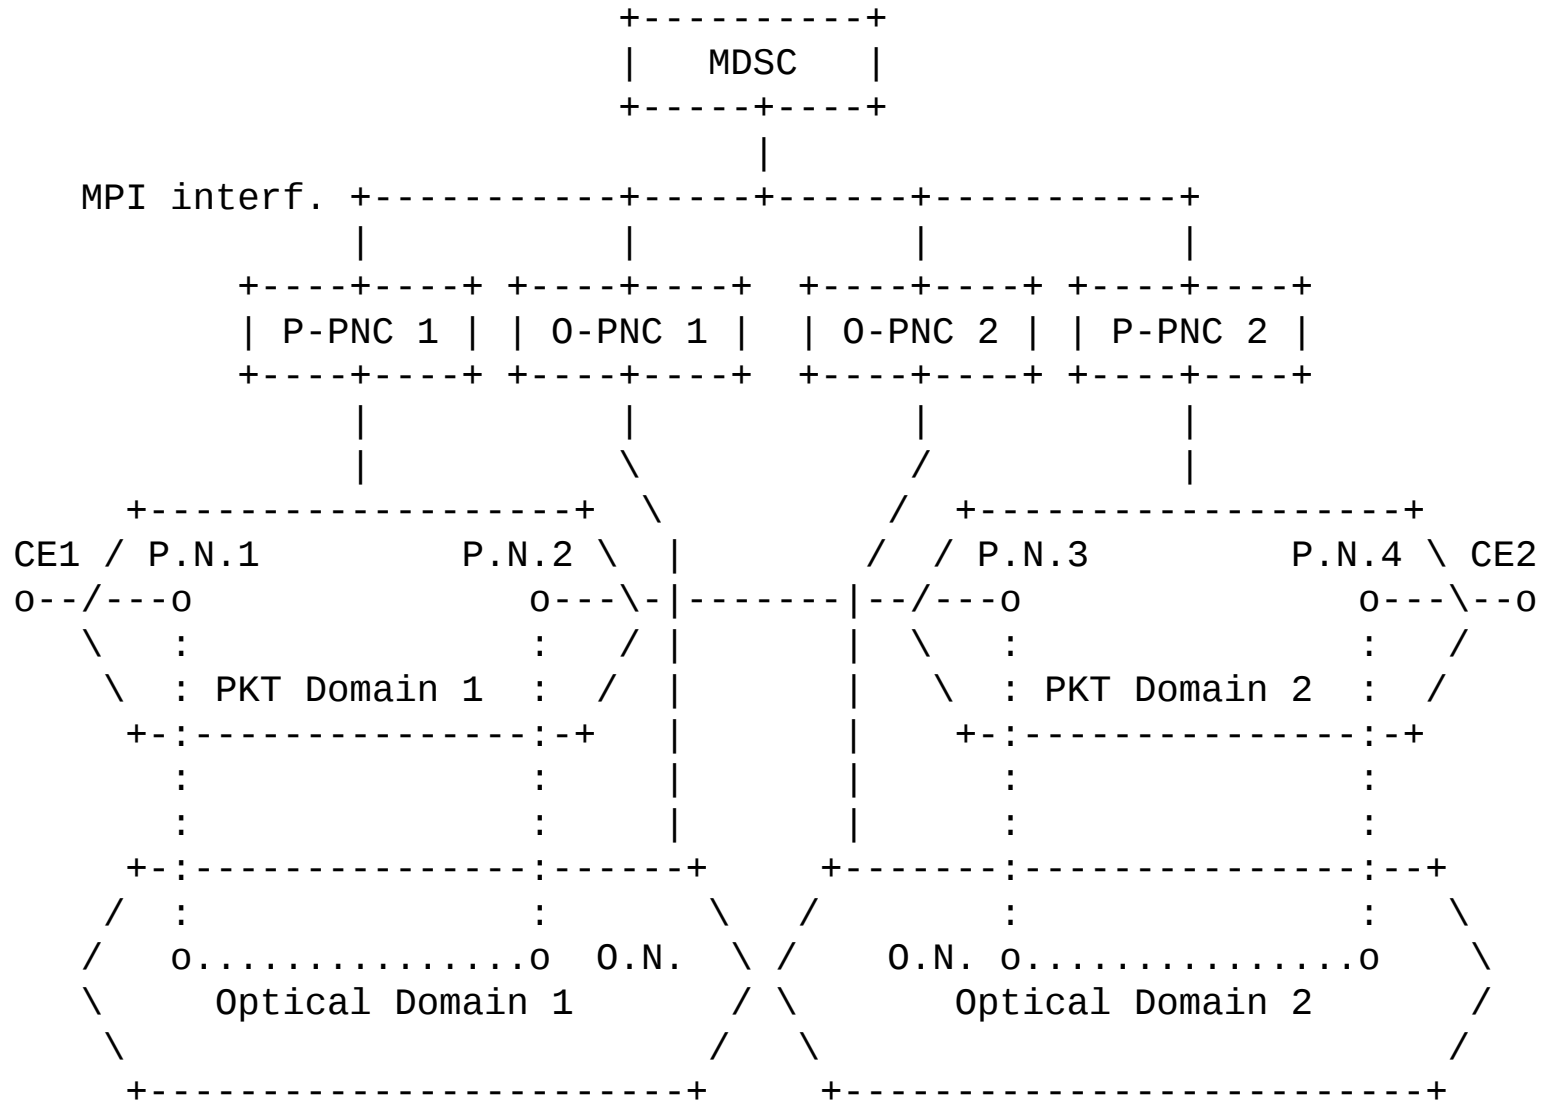 MDSC
MPI interf.
P-PNC 1 O-PNC 1 O-PNC 2 P-PNC 2
CE1 P.N.1 P.N.2 P.N.3 P.N.4 CE2
PKT Domain 1 PKT Domain 2
O.N. O.N.
Optical Domain 1 Optical Domain 2